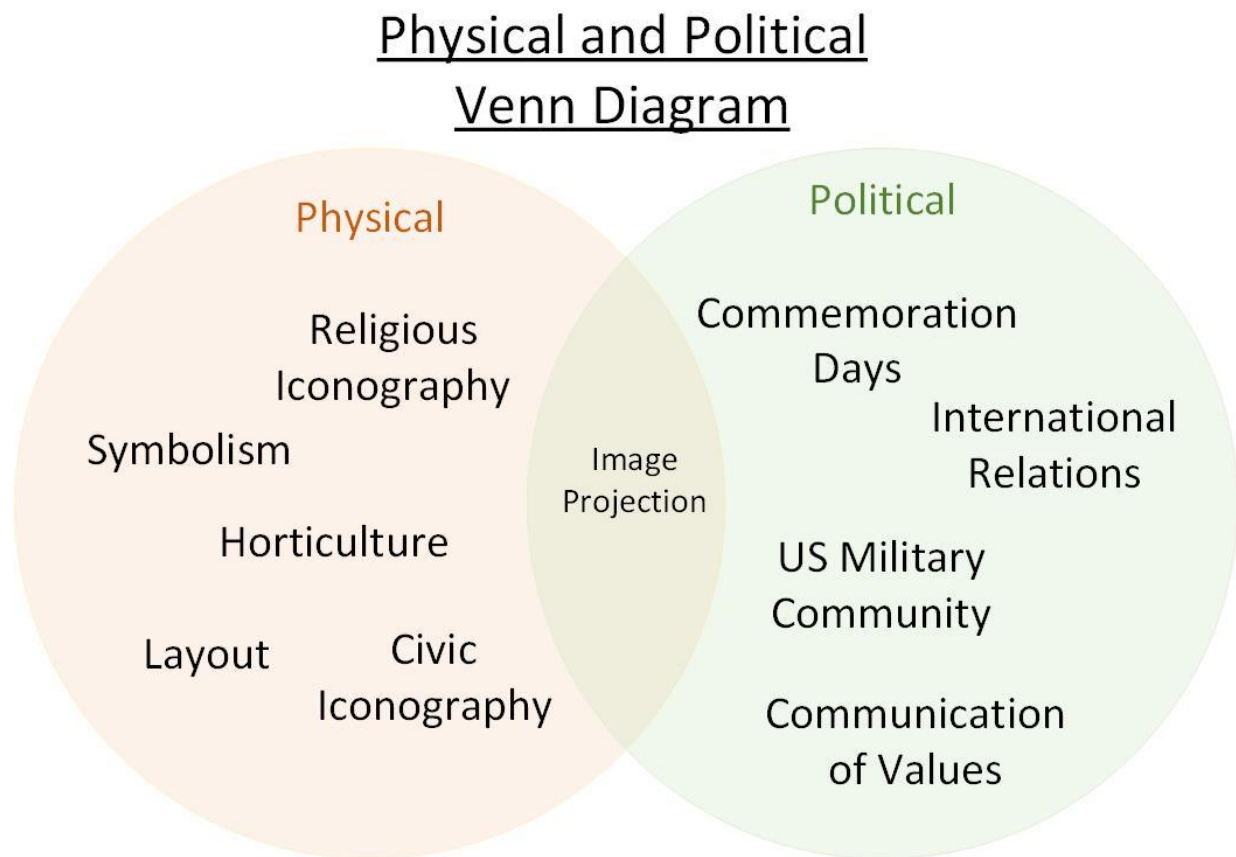 Physical and Political
Venn Diagram
Physical
Religious
Iconography
Symbolism
Horticulture
Layout
Civic
Iconography
Image
Projection
Political
Commemoration
Days
International
Relations
US Military
Community
Communication
of Values